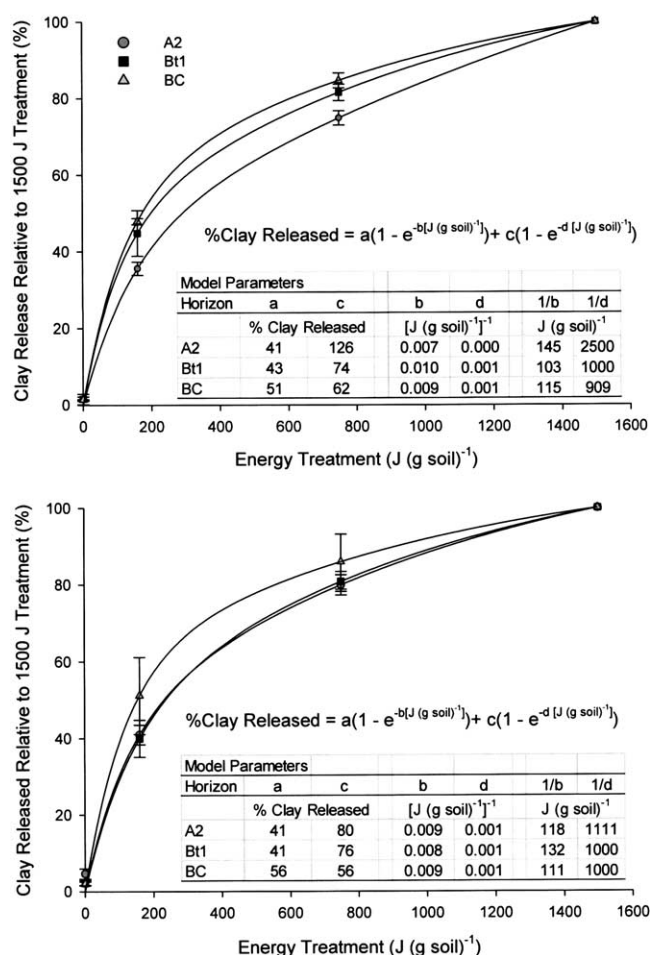 100
80
60
40
20
0
Clay Release Relative to 1500 J Treatment (%)
A2
Bt1
BC
%Clay Released = a(1 - e^-b[J (g soil)^-1]) + c(1 - e^-d [J (g soil)^-1])
Model Parameters
Horizon a c b d 1/b 1/d
% Clay Released [J (g soil)^-1]^-1 J (g soil)^-1
A2 41 126 0.007 0.000 145 2500
Bt1 43 74 0.010 0.001 103 1000
BC 51 62 0.009 0.001 115 909
0 200 400 600 800 1000 1200 1400 1600
Energy Treatment (J (g soil)^-1
100
80
60
40
20
0
Clay Released Relative to 1500 J Treatment (%)
%Clay Released = a(1 - e^-b[J (g soil)^-1]) + c(1 - e^-d [J (g soil)^-1])
Model Parameters
Horizon a c b d 1/b 1/d
% Clay Released [J (g soil)^-1]^-1 J (g soil)^-1
A2 41 80 0.009 0.001 118 1111
Bt1 41 76 0.008 0.001 132 1000
BC 56 56 0.009 0.001 111 1000
0 200 400 600 800 1000 1200 1400 1600
Energy Treatment (J (g soil)^-1